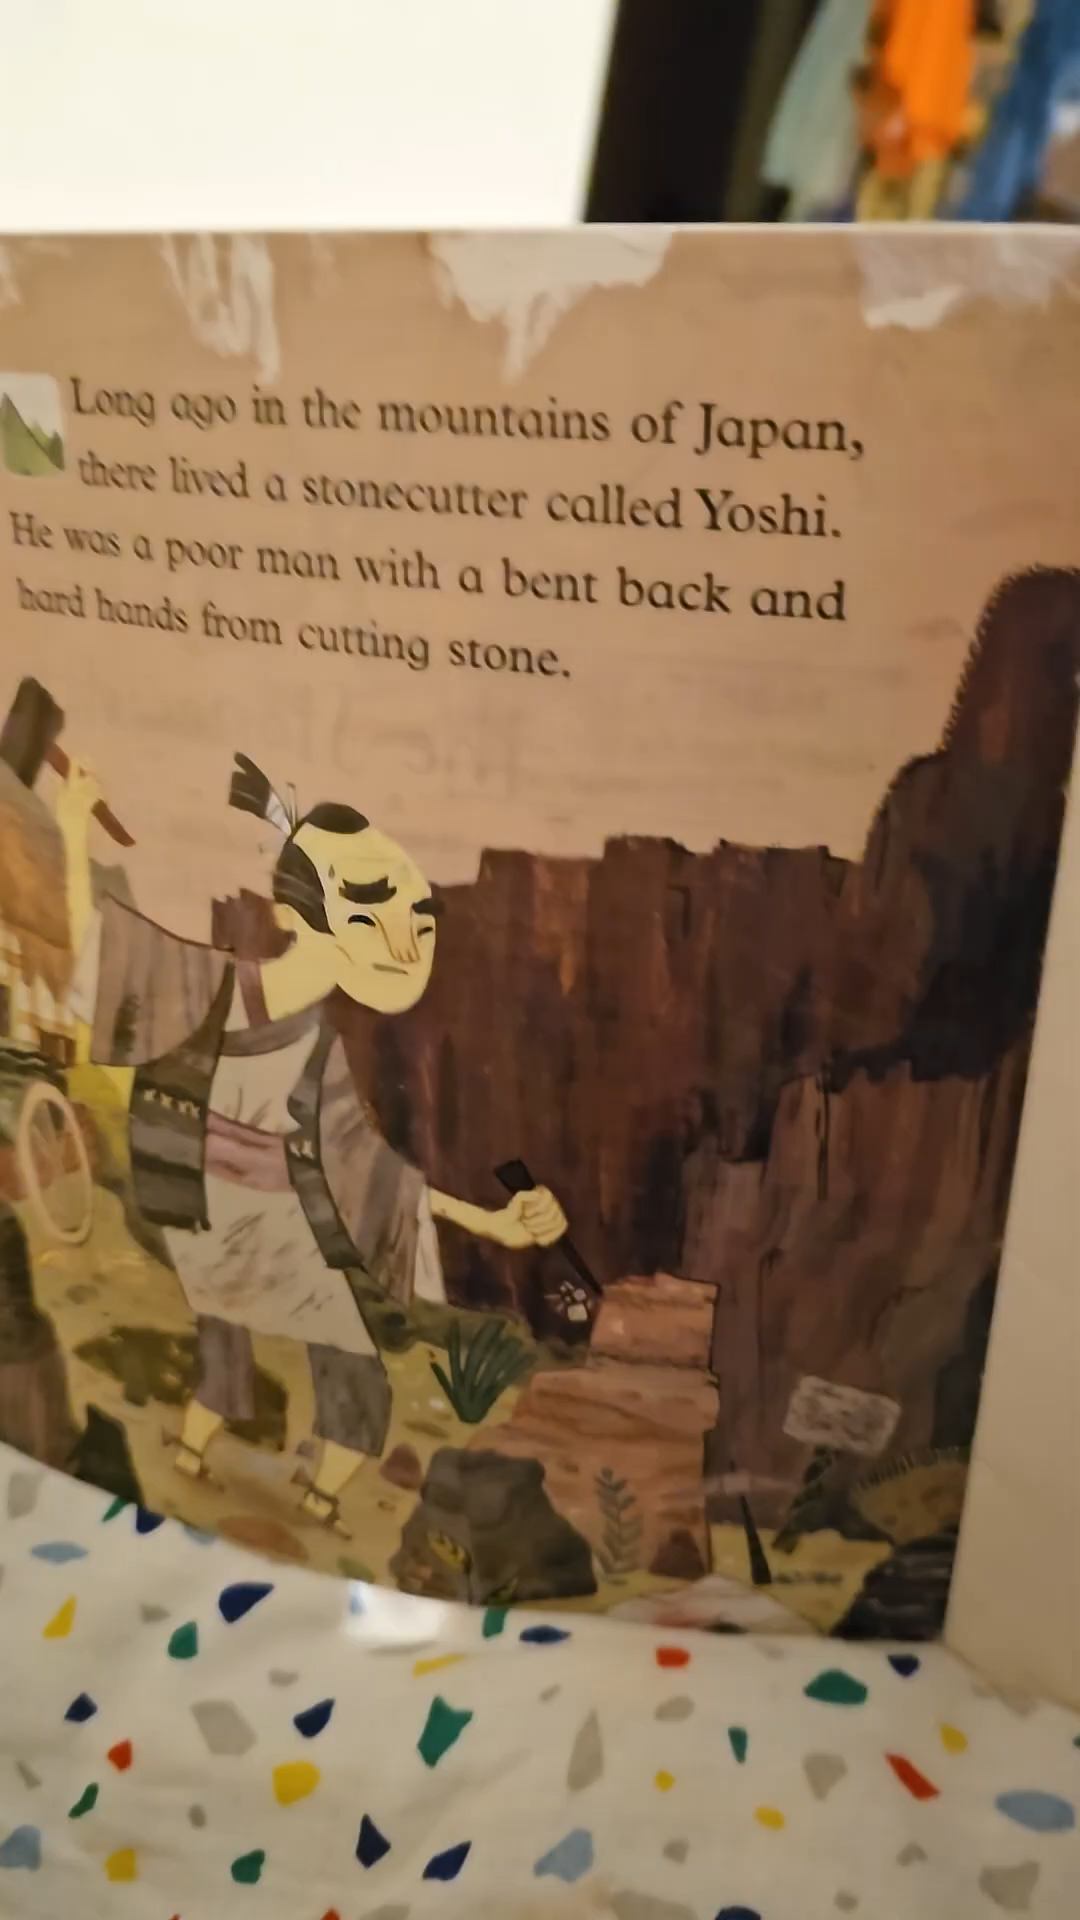 Long ago in the mountains of Japan,
there lived a stonecutter called Yoshi.
He was a poor man with a bent back and
hard hands from cutting stone.